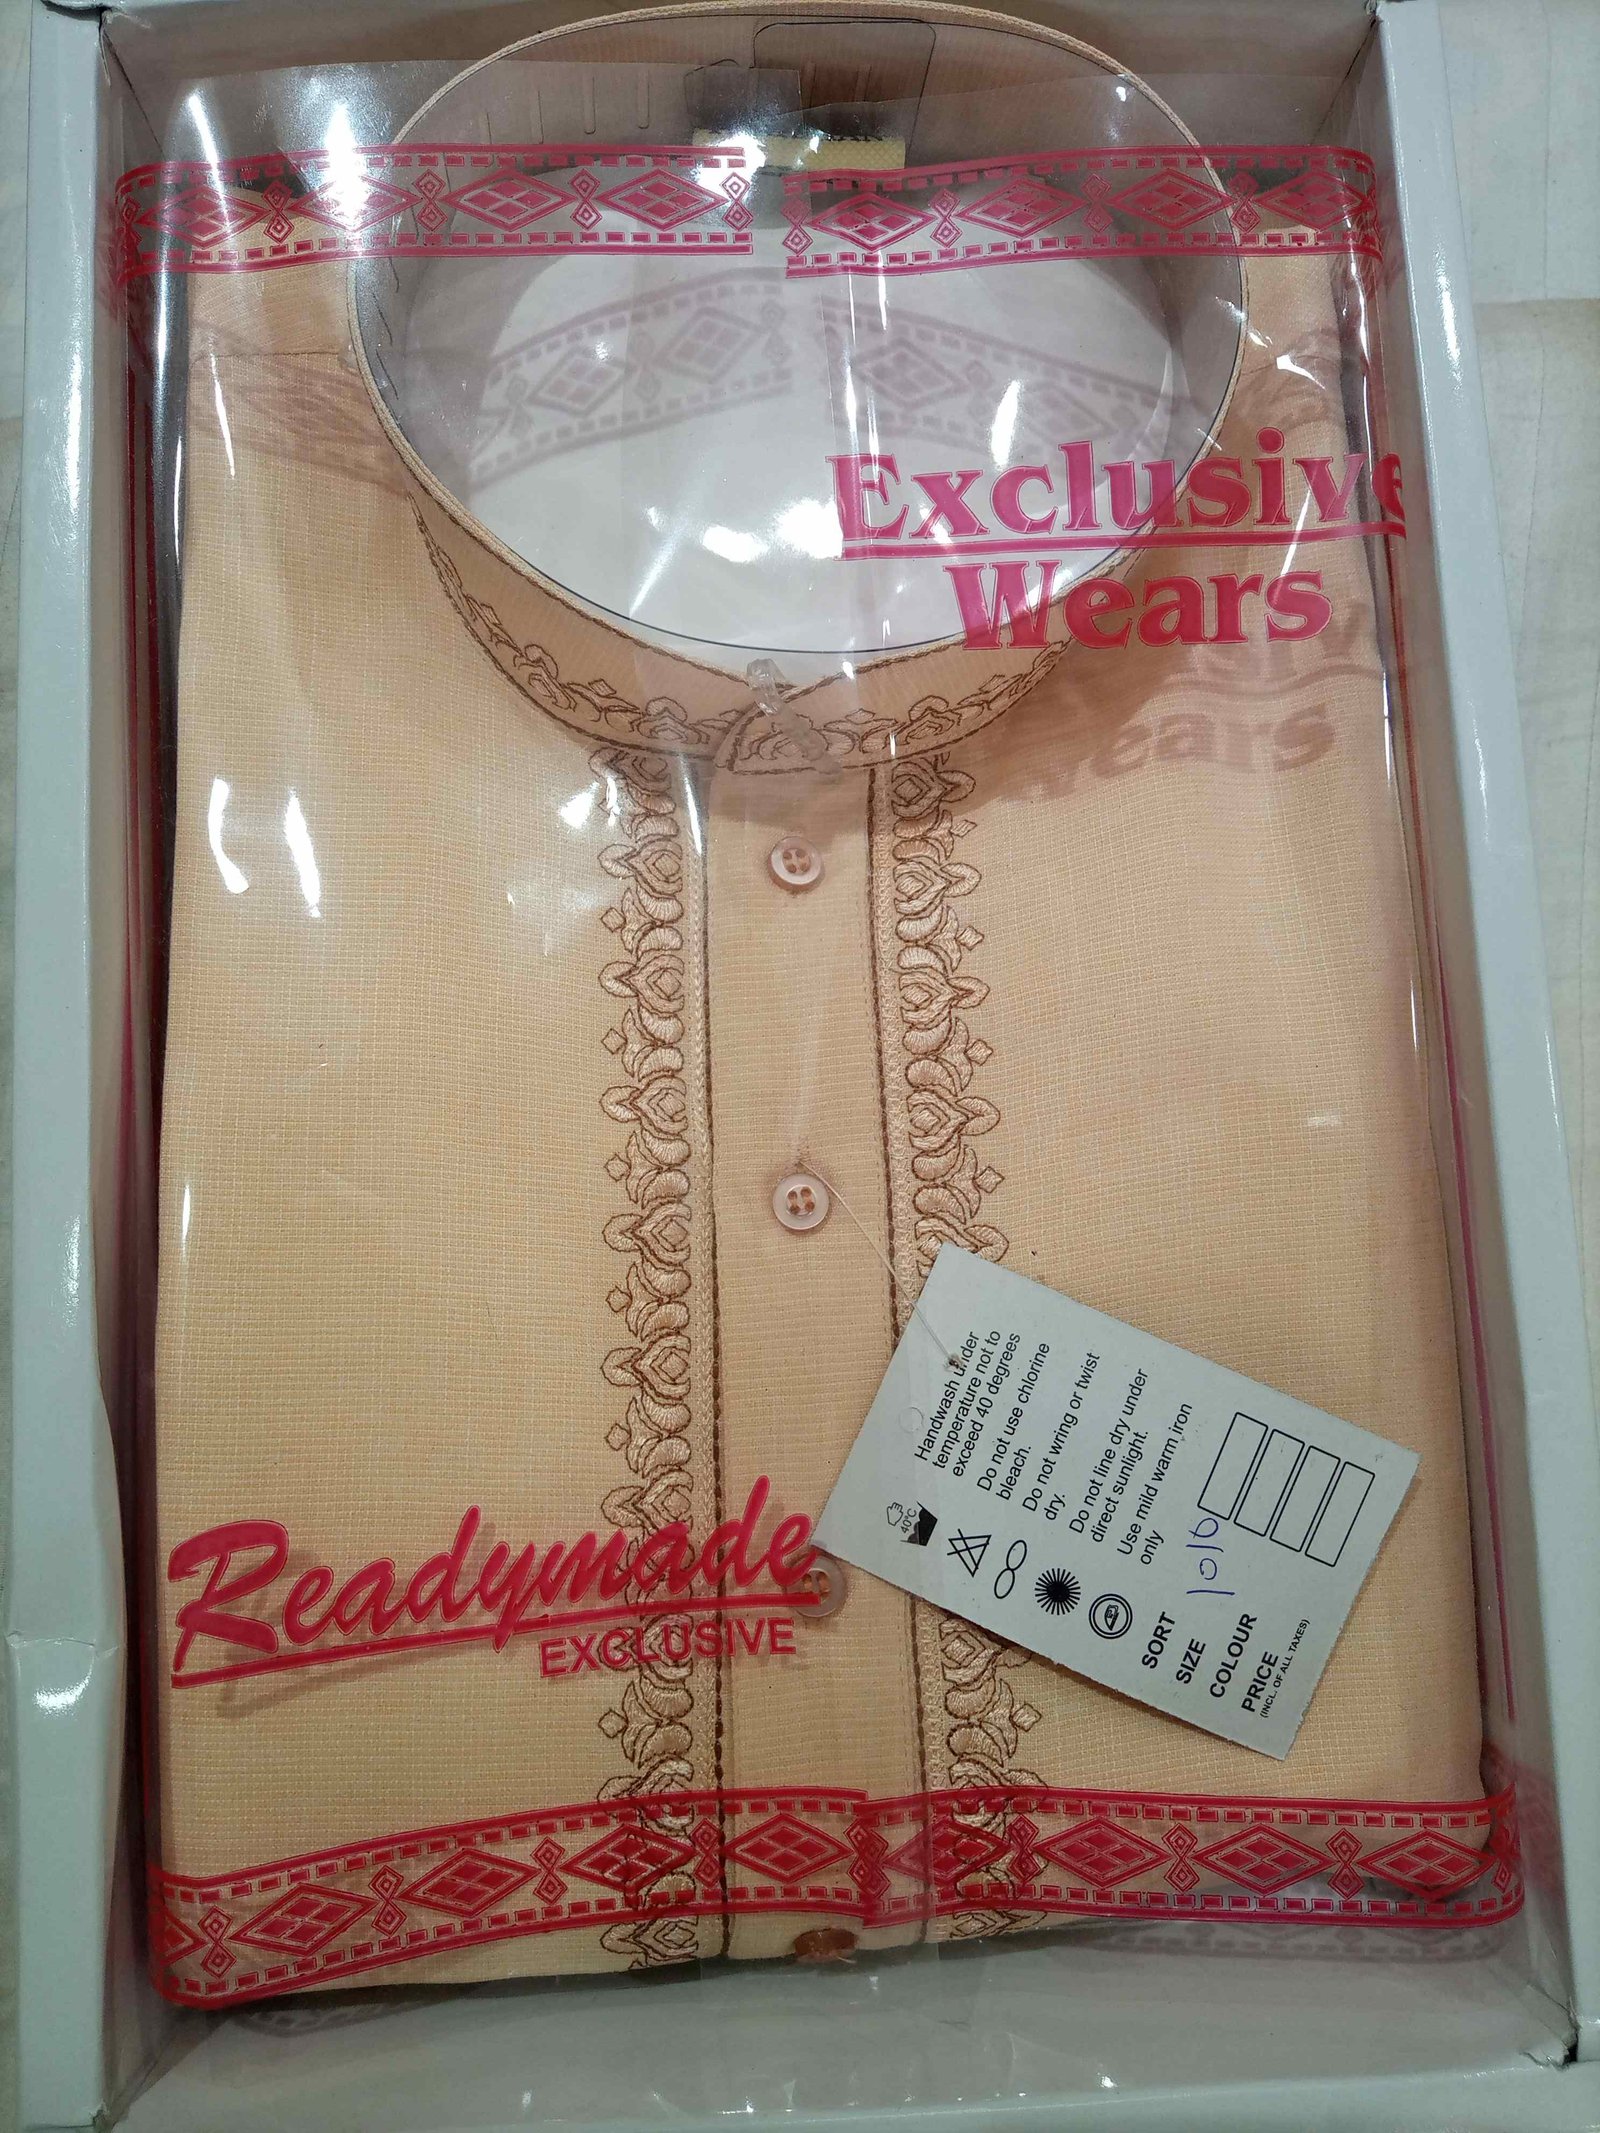 Exclusive
Wears
Readymade
EXCLUSIVE
Handwash under
temperature not to
exceed 40 degrees
Do not use chlorine
bleach.
Do not wring or twist
dry.
Do not line dry under
direct sunlight.
Use mild warm iron
only
40°C
SORT
SIZE
COLOUR
PRICE
(INCL. OF ALL TAXES)